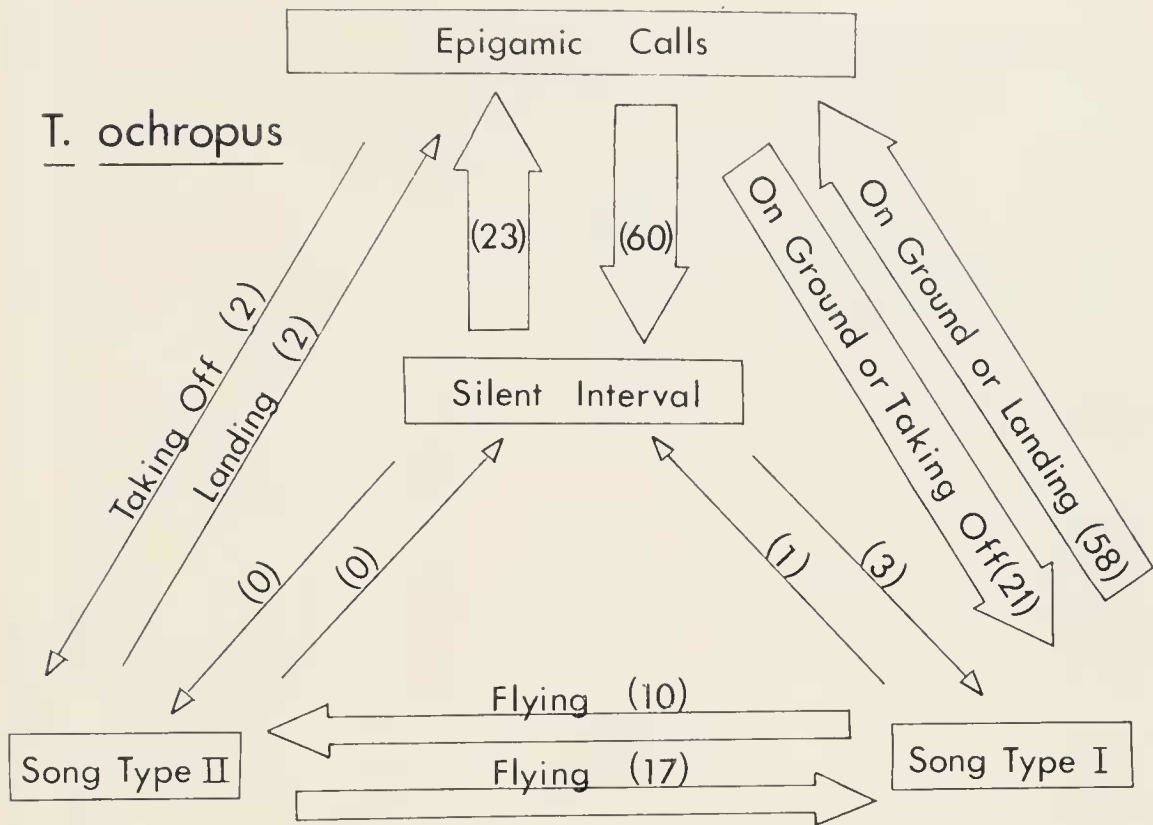 Epigamic Calls
T. ochropus
(23)
(60)
Taking Off (2)
Landing (2)
On Ground or Taking Off (21)
On Ground or Landing (58)
Silent Interval
(0)
(0)
(1)
(3)
Flying (10)
Song Type II
Song Type I
Flying (17)